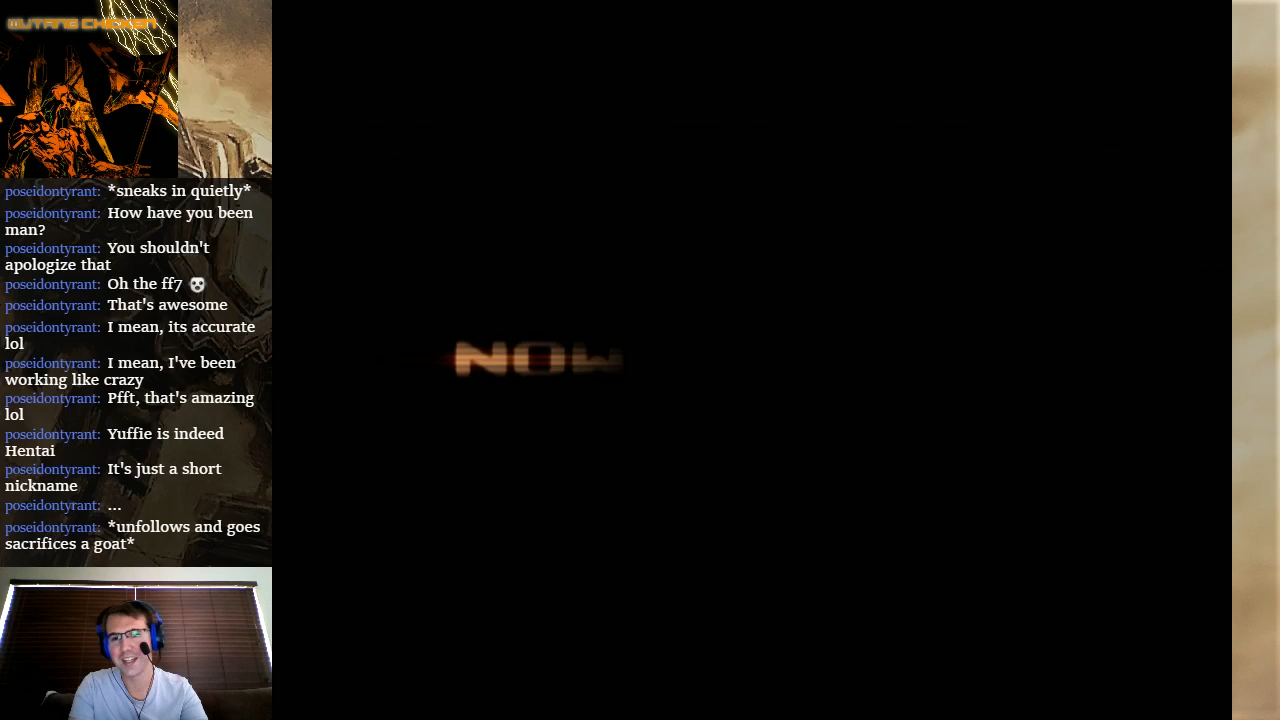 WUTANG CHICKEN
poseidontyrant: *sneaks in quietly*
poseidontyrant: How have you been
man?
poseidontyrant: You shouldn't
apologize that
poseidontyrant: Oh the ff7
poseidontyrant: That's awesome
poseidontyrant: I mean, its accurate
lol
poseidontyrant: I mean, I've been
working like crazy
poseidontyrant: Pfft, that's amazing
lol
poseidontyrant: Yuffie is indeed
Hentai
poseidontyrant: It's just a short
nickname
poseidontyrant: ...
poseidontyrant: *unfollows and goes
sacrifices a goat*
NOW